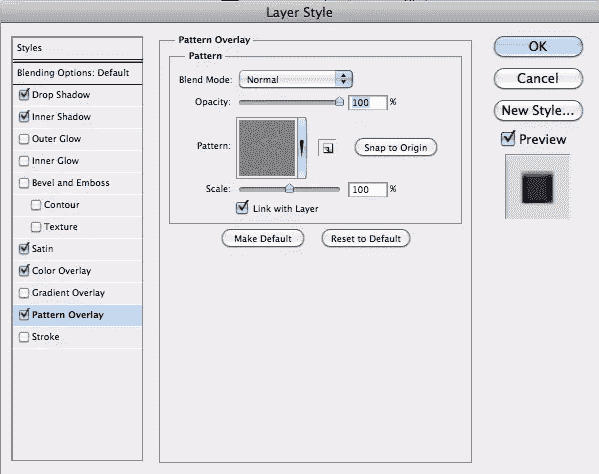 Layer Style
Styles
Blending Options: Default
Drop Shadow
Inner Shadow
Outer Glow
Inner Glow
Bevel and Emboss
Contour
Texture
Satin
Color Overlay
Gradient Overlay
Pattern Overlay
Stroke
Pattern Overlay
Pattern
Blend Mode: Normal
Opacity: 100 %
Pattern: Snap to Origin
Scale: 100 %
Link with Layer
Make Default Reset to Default
OK
Cancel
New Style...
Preview